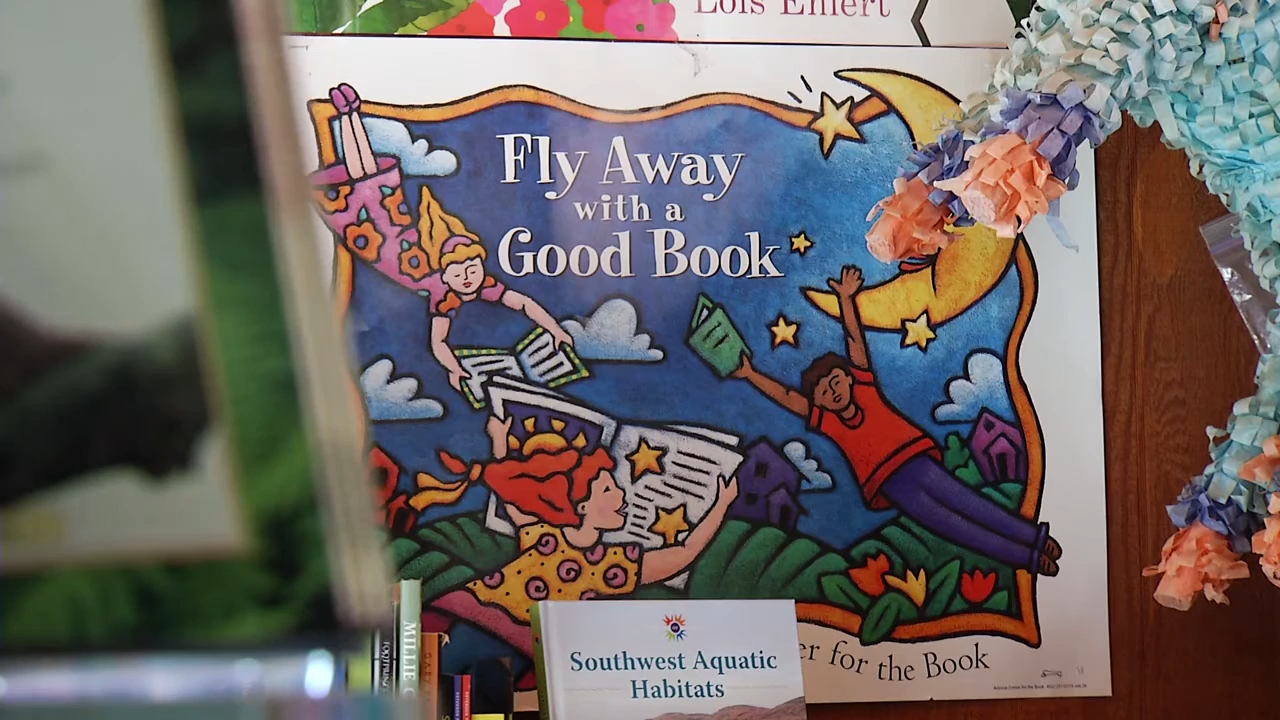 Lois Ehlert
Fly Away
with a
Good Book
er for the Book
Southwest Aquatic
Habitats
MILLIE